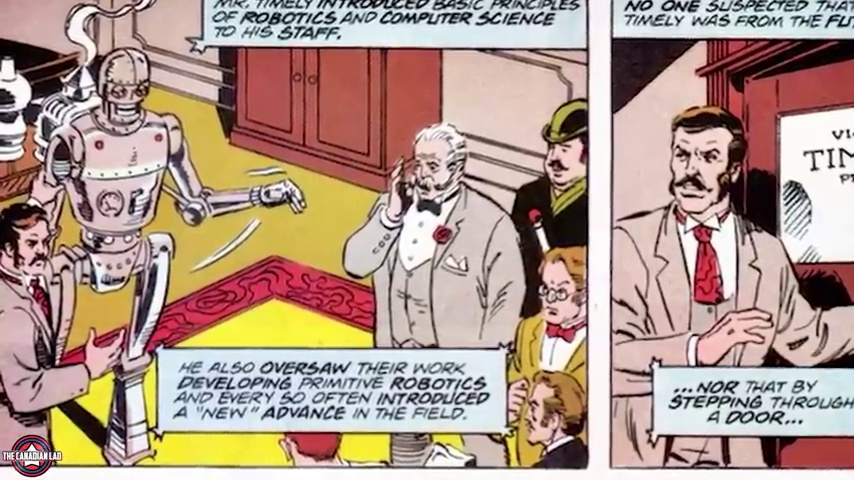 MR. TIMELY INTRODUCED BASIC PRINCIPLES
OF ROBOTICS AND COMPUTER SCIENCE
TO HIS STAFF.
HE ALSO OVERSAW THEIR WORK
DEVELOPING PRIMITIVE ROBOTICS
AND EVERY SO OFTEN INTRODUCED
A "NEW" ADVANCE IN THE FIELD.
NO ONE SUSPECTED THAT
TIMELY WAS FROM THE FU
VIC
TIM
P
...NOR THAT BY
STEPPING THROUGH
A DOOR...
THE CANADIAN LAD